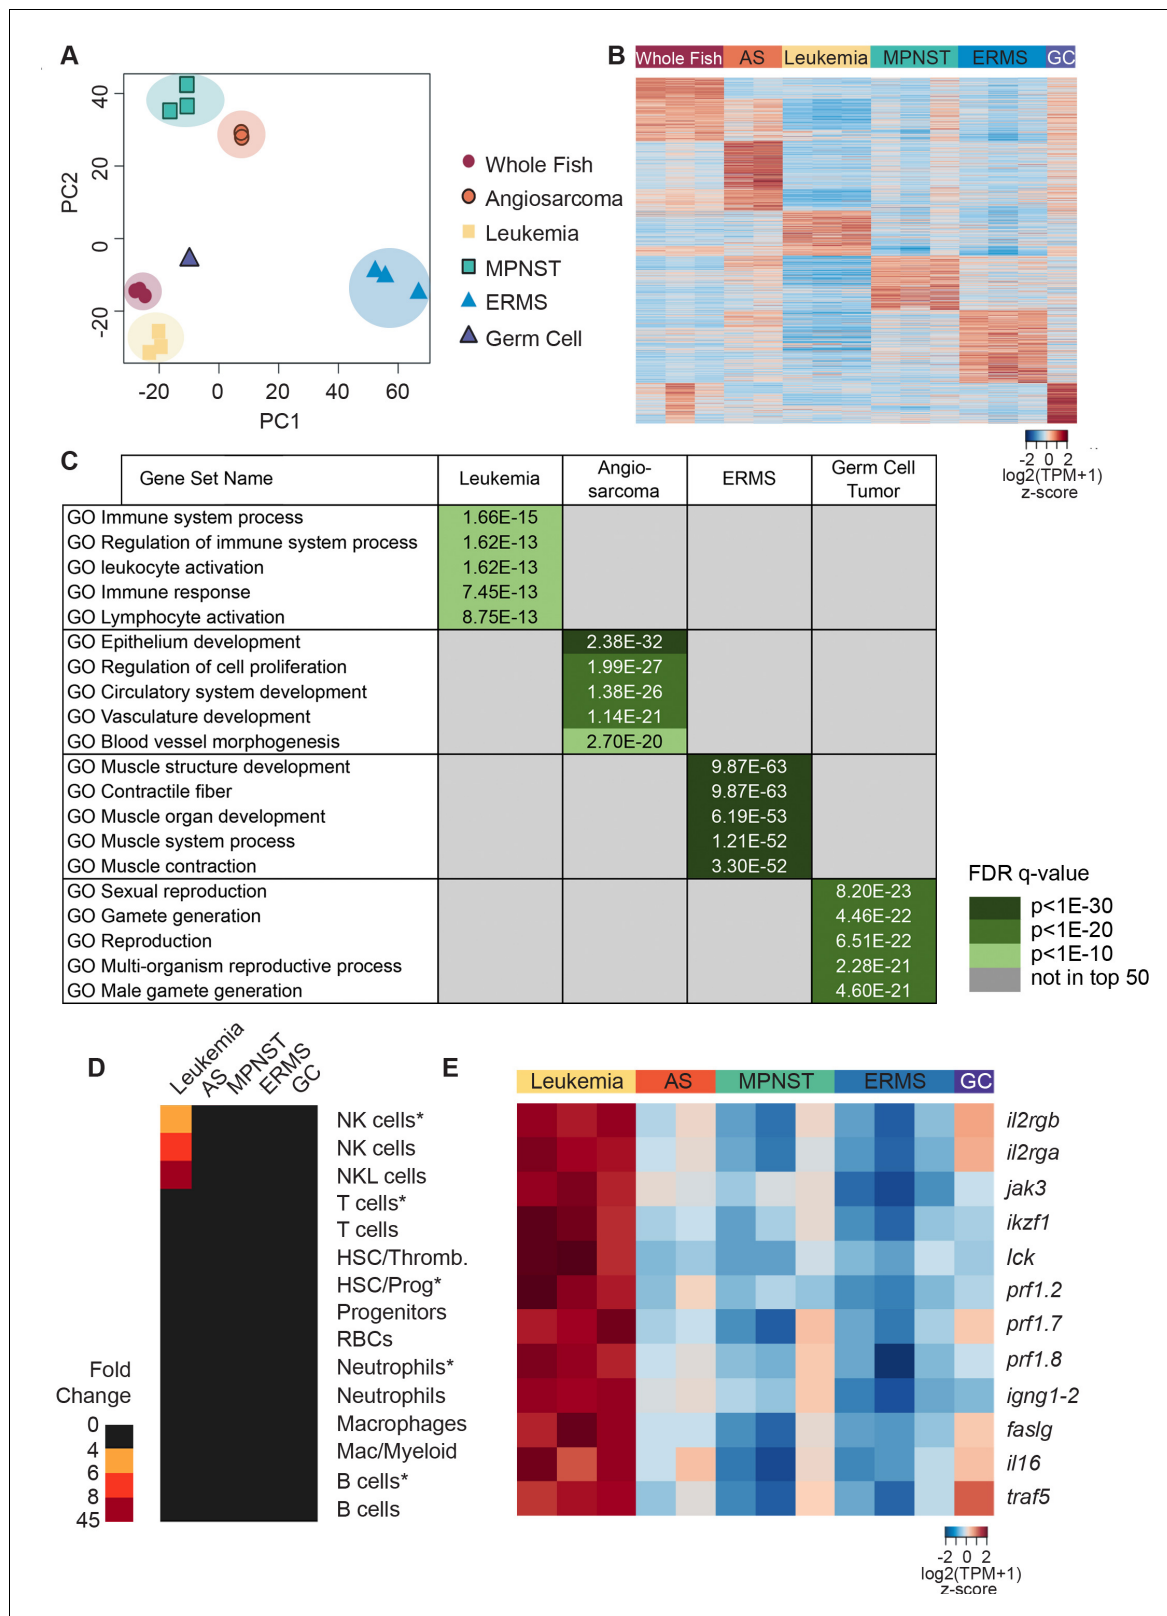 A
40
20
0
-20
PC2
-20 0 20 40 60
PC1
Whole Fish
Angiosarcoma
Leukemia
MPNST
ERMS
Germ Cell
B
Whole Fish AS Leukemia MPNST ERMS GC
-2 0 2
log2(TPM+1)
z-score
C
Gene Set Name Leukemia Angio-sarcoma ERMS Germ Cell Tumor
GO Immune system process 1.66E-15
GO Regulation of immune system process 1.62E-13
GO leukocyte activation 1.62E-13
GO Immune response 7.45E-13
GO Lymphocyte activation 8.75E-13
GO Epithelium development 2.38E-32
GO Regulation of cell proliferation 1.99E-27
GO Circulatory system development 1.38E-26
GO Vasculature development 1.14E-21
GO Blood vessel morphogenesis 2.70E-20
GO Muscle structure development 9.87E-63
GO Contractile fiber 9.87E-63
GO Muscle organ development 6.19E-53
GO Muscle system process 1.21E-52
GO Muscle contraction 3.30E-52
GO Sexual reproduction 8.20E-23
GO Gamete generation 4.46E-22
GO Reproduction 6.51E-22
GO Multi-organism reproductive process 2.28E-21
GO Male gamete generation 4.60E-21
FDR q-value
p<1E-30
p<1E-20
p<1E-10
not in top 50
D
Leukemia
AS
MPNST
ERMS
GC
NK cells*
NK cells
NKL cells
T cells*
T cells
HSC/Thromb.
HSC/Prog*
Progenitors
RBCs
Neutrophils*
Neutrophils
Macrophages
Mac/Myeloid
B cells*
B cells
Fold
Change
0
4
6
8
45
E
Leukemia AS MPNST ERMS GC
il2rgb
il2rga
jak3
ikzf1
lck
prf1.2
prf1.7
prf1.8
igng1-2
faslg
il16
traf5
-2 0 2
log2(TPM+1)
z-score